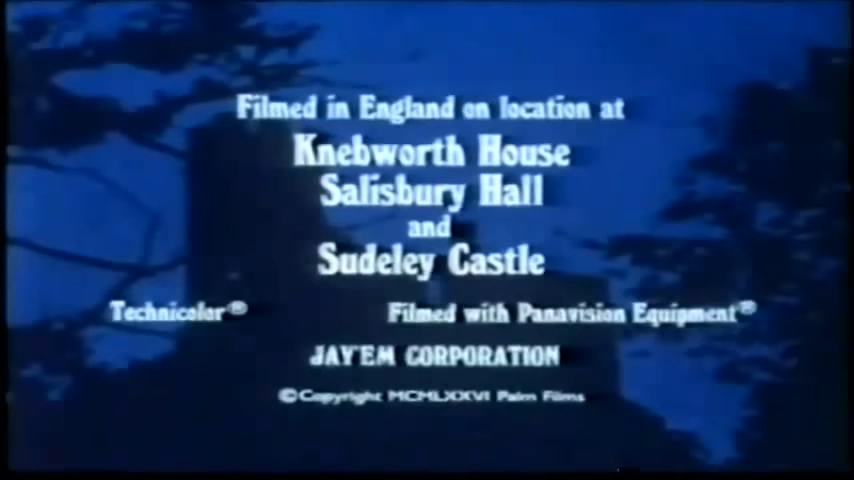 Filmed in England on location at
Knebworth House
Salisbury Hall
and
Sudeley Castle
Technicolor® Filmed with Panavision Equipment®
JAY'EM CORPORATION
©Copyright MCMLXXVI Palm Films